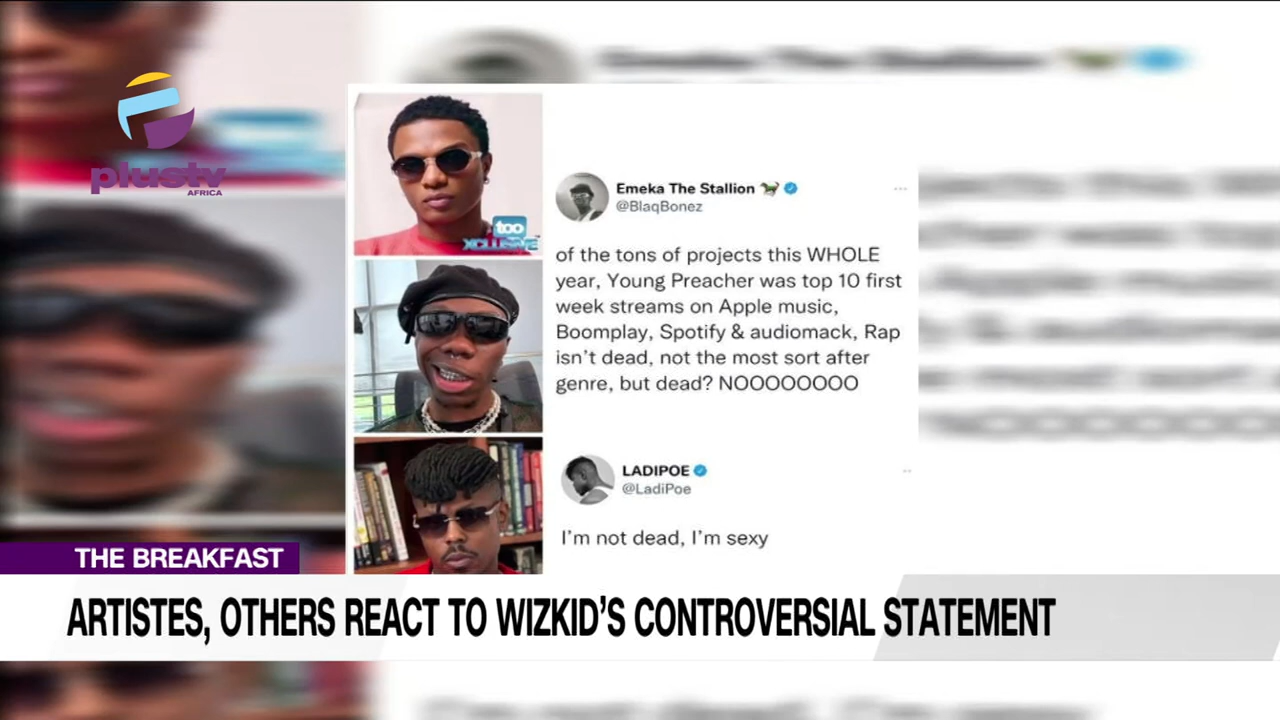 plustv
AFRICA
too
XCLUSIVE
Emeka The Stallion
@BlaqBonez
of the tons of projects this WHOLE
year, Young Preacher was top 10 first
week streams on Apple music,
Boomplay, Spotify & audiomack, Rap
isn't dead, not the most sort after
genre, but dead? NOOOOOOOO
LADIPOE
@LadiPoe
I'm not dead, I'm sexy
THE BREAKFAST
ARTISTES, OTHERS REACT TO WIZKID'S CONTROVERSIAL STATEMENT